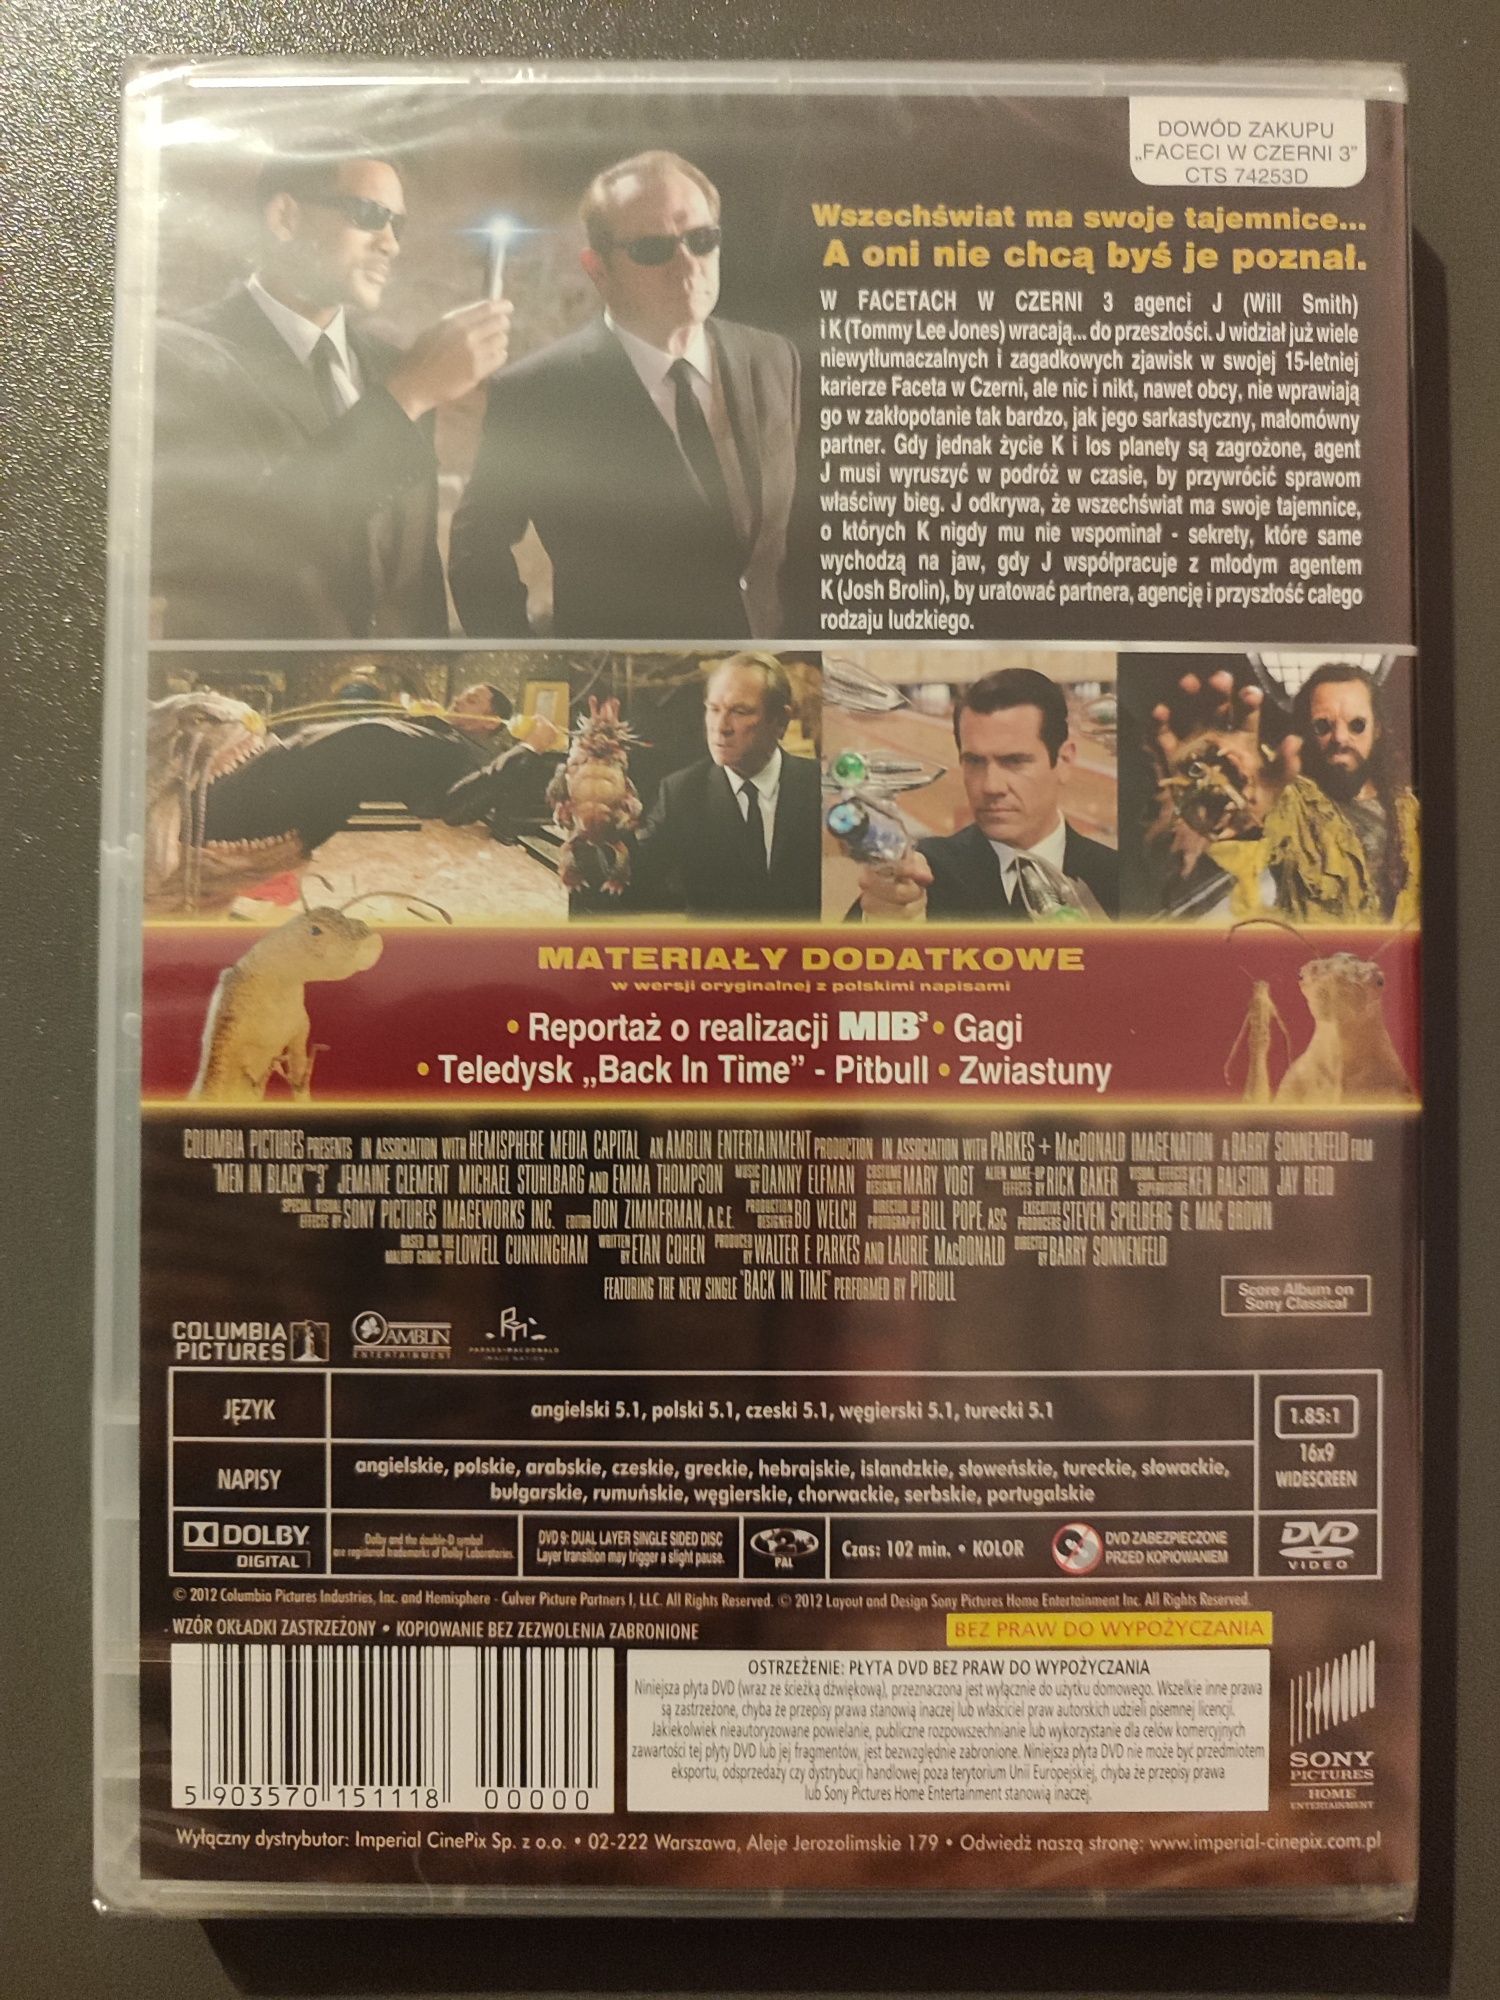 DOWÓD ZAKUPU
„FACECI W CZERNI 3”
CTS 74253D
Wszechświat ma swoje tajemnice...
A oni nie chcą byś je poznał.
W FACETACH W CZERNI 3 agenci J (Will Smith)
i K (Tommy Lee Jones) wracają... do przeszłości. J widział już wiele
niewytłumaczalnych i zagadkowych zjawisk w swojej 15-letniej
karierze Faceta w Czerni, ale nic i nikt, nawet obcy, nie wprawiają
go w zakłopotanie tak bardzo, jak jego sarkastyczny, małomówny
partner. Gdy jednak życie K i los planety są zagrożone, agent
J musi wyruszyć w podróż w czasie, by przywrócić sprawom
właściwy bieg. J odkrywa, że wszechświat ma swoje tajemnice,
o których K nigdy mu nie wspominał - sekrety, które same
wychodzą na jaw, gdy J współpracuje z młodym agentem
K (Josh Brolin), by uratować partnera, agencję i przyszłość całego
rodzaju ludzkiego.
MATERIAŁY DODATKOWE
w wersji oryginalnej z polskimi napisami
• Reportaż o realizacji MIB³ • Gagi
• Teledysk „Back In Time” - Pitbull • Zwiastuny
COLUMBIA PICTURES PRESENTS IN ASSOCIATION WITH HEMISPHERE MEDIA CAPITAL AN AMBLIN ENTERTAINMENT PRODUCTION IN ASSOCIATION WITH PARKES + MACDONALD IMAGENATION A BARRY SONNENFELD FILM
"MEN IN BLACK™3" JEMAINE CLEMENT MICHAEL STUHLBARG AND EMMA THOMPSON MUSIC BY DANNY ELFMAN COSTUME DESIGNER MARY VOGT ALIEN MAKE-UP EFFECTS BY RICK BAKER VISUAL EFFECTS SUPERVISORS KEN RALSTON JAY REDD
SPECIAL VISUAL EFFECTS BY SONY PICTURES IMAGEWORKS INC. EDITOR DON ZIMMERMAN, A.C.E. PRODUCTION DESIGNER BO WELCH DIRECTOR OF PHOTOGRAPHY BILL POPE, ASC EXECUTIVE PRODUCERS STEVEN SPIELBERG G. MAC BROWN
BASED ON THE MALIBU COMIC BY LOWELL CUNNINGHAM WRITTEN BY ETAN COHEN PRODUCED BY WALTER F. PARKES AND LAURIE MACDONALD DIRECTED BY BARRY SONNENFELD
FEATURING THE NEW SINGLE "BACK IN TIME" PERFORMED BY PITBULL
Score Album on
Sony Classical
COLUMBIA
PICTURES
AMBLIN
ENTERTAINMENT
PARKES+MACDONALD
IMAGE NATION
JĘZYK
angielski 5.1, polski 5.1, czeski 5.1, węgierski 5.1, turecki 5.1
1.85:1
16x9
WIDESCREEN
NAPISY
angielskie, polskie, arabskie, czeskie, greckie, hebrajskie, islandzkie, słoweńskie, tureckie, słowackie,
bułgarskie, rumuńskie, węgierskie, chorwackie, serbskie, portugalskie
DOLBY
DIGITAL
Dolby and the double-D symbol
are registered trademarks of Dolby Laboratories.
DVD 9: DUAL LAYER SINGLE SIDED DISC
Layer transition may trigger a slight pause.
2
PAL
Czas: 102 min. • KOLOR
DVD ZABEZPIECZONE
PRZED KOPIOWANIEM
DVD
VIDEO
© 2012 Columbia Pictures Industries, Inc. and Hemisphere - Culver Picture Partners I, LLC. All Rights Reserved. © 2012 Layout and Design Sony Pictures Home Entertainment Inc. All Rights Reserved.
WZÓR OKŁADKI ZASTRZEŻONY • KOPIOWANIE BEZ ZEZWOLENIA ZABRONIONE
BEZ PRAW DO WYPOŻYCZANIA
OSTRZEŻENIE: PŁYTA DVD BEZ PRAW DO WYPOŻYCZANIA
Niniejsza płyta DVD (wraz ze ścieżką dźwiękową), przeznaczona jest wyłącznie do użytku domowego. Wszelkie inne prawa
są zastrzeżone, chyba że przepisy prawa stanowią inaczej lub właściciel praw autorskich udzieli pisemnej licencji.
Jakiekolwiek nieautoryzowane powielanie, publiczne rozpowszechnianie lub wykorzystanie dla celów komercyjnych
zawartości tej płyty DVD lub jej fragmentów, jest bezwzględnie zabronione. Niniejsza płyta DVD nie może być przedmiotem
eksportu, odsprzedaży czy dystrybucji handlowej poza terytorium Unii Europejskiej, chyba że przepisy prawa
lub Sony Pictures Home Entertainment stanowią inaczej.
SONY
PICTURES
HOME
ENTERTAINMENT
5 903570 151118 00000
Wyłączny dystrybutor: Imperial CinePix Sp. z o.o. • 02-222 Warszawa, Aleje Jerozolimskie 179 • Odwiedź naszą stronę: www.imperial-cinepix.com.pl